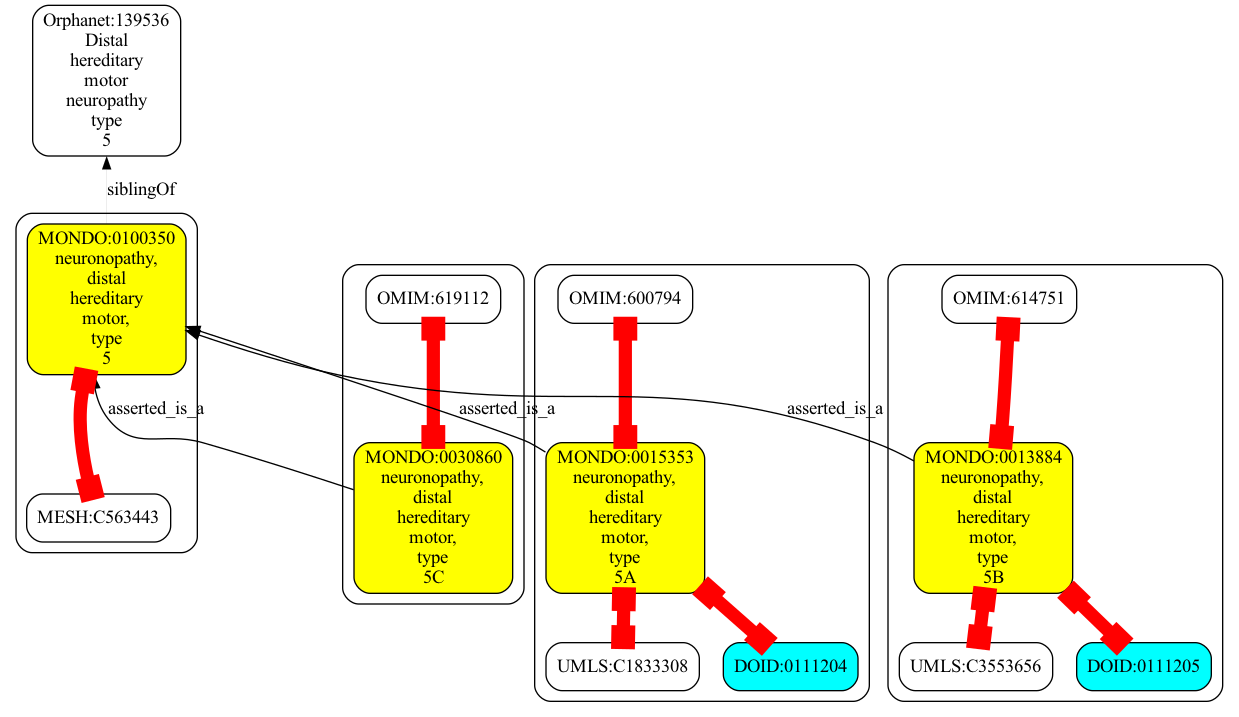 Orphanet:139536
Distal
hereditary
motor
neuropathy
type
5
siblingOf
MONDO:0100350
neuronopathy,
distal
hereditary
motor,
type
5
MESH:C563443
asserted_is_a
asserted_is_a
asserted_is_a
OMIM:619112
MONDO:0030860
neuronopathy,
distal
hereditary
motor,
type
5C
OMIM:600794
MONDO:0015353
neuronopathy,
distal
hereditary
motor,
type
5A
UMLS:C1833308
DOID:0111204
OMIM:614751
MONDO:0013884
neuronopathy,
distal
hereditary
motor,
type
5B
UMLS:C3553656
DOID:0111205